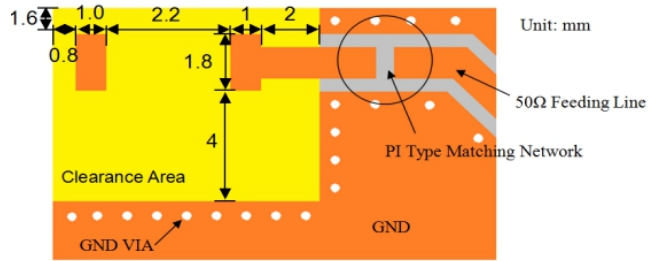 1.6
0.8
1.0
2.2
1
2
Unit: mm
1.8
50Ω Feeding Line
4
PI Type Matching Network
Clearance Area
GND VIA
GND